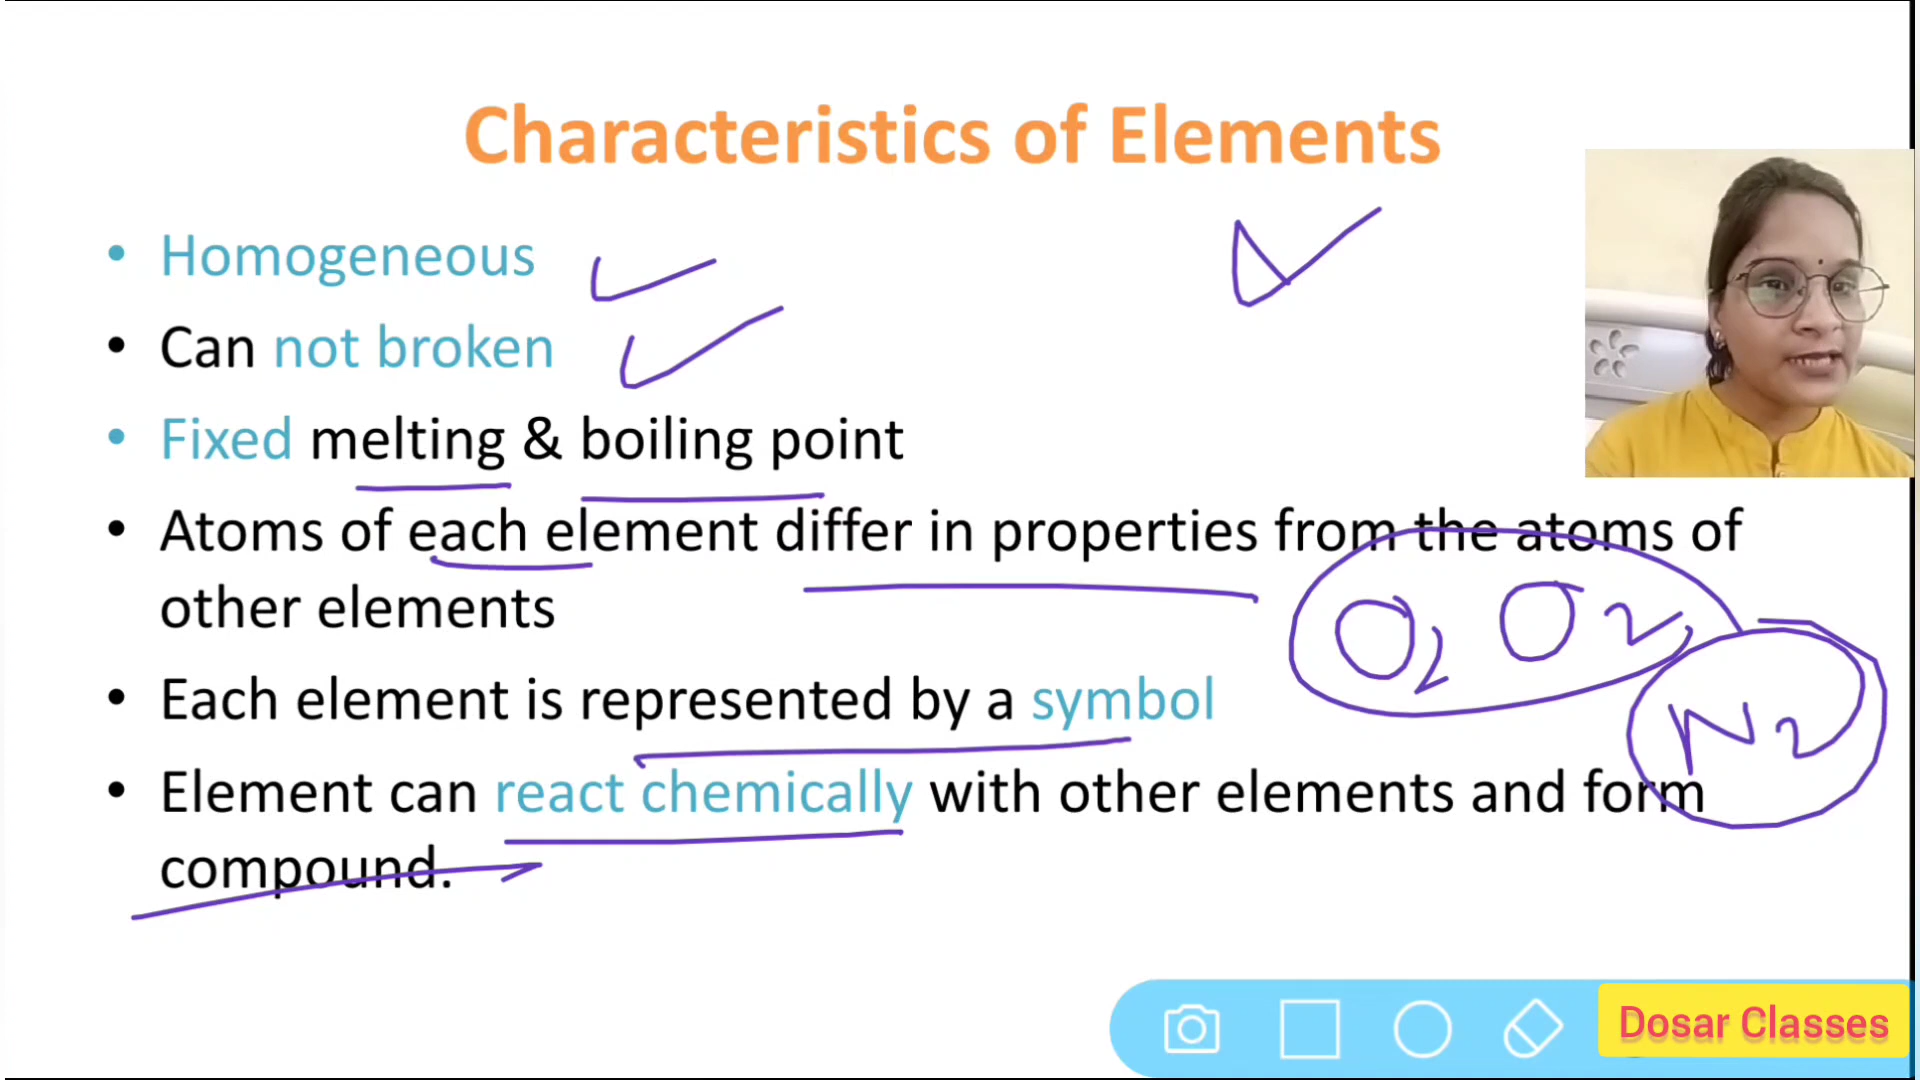 Characteristics of Elements
• Homogeneous
• Can not broken
• Fixed melting & boiling point
• Atoms of each element differ in properties from the atoms of
other elements
O2 O2
• Each element is represented by a symbol
N2
• Element can react chemically with other elements and form
compound.
Dosar Classes